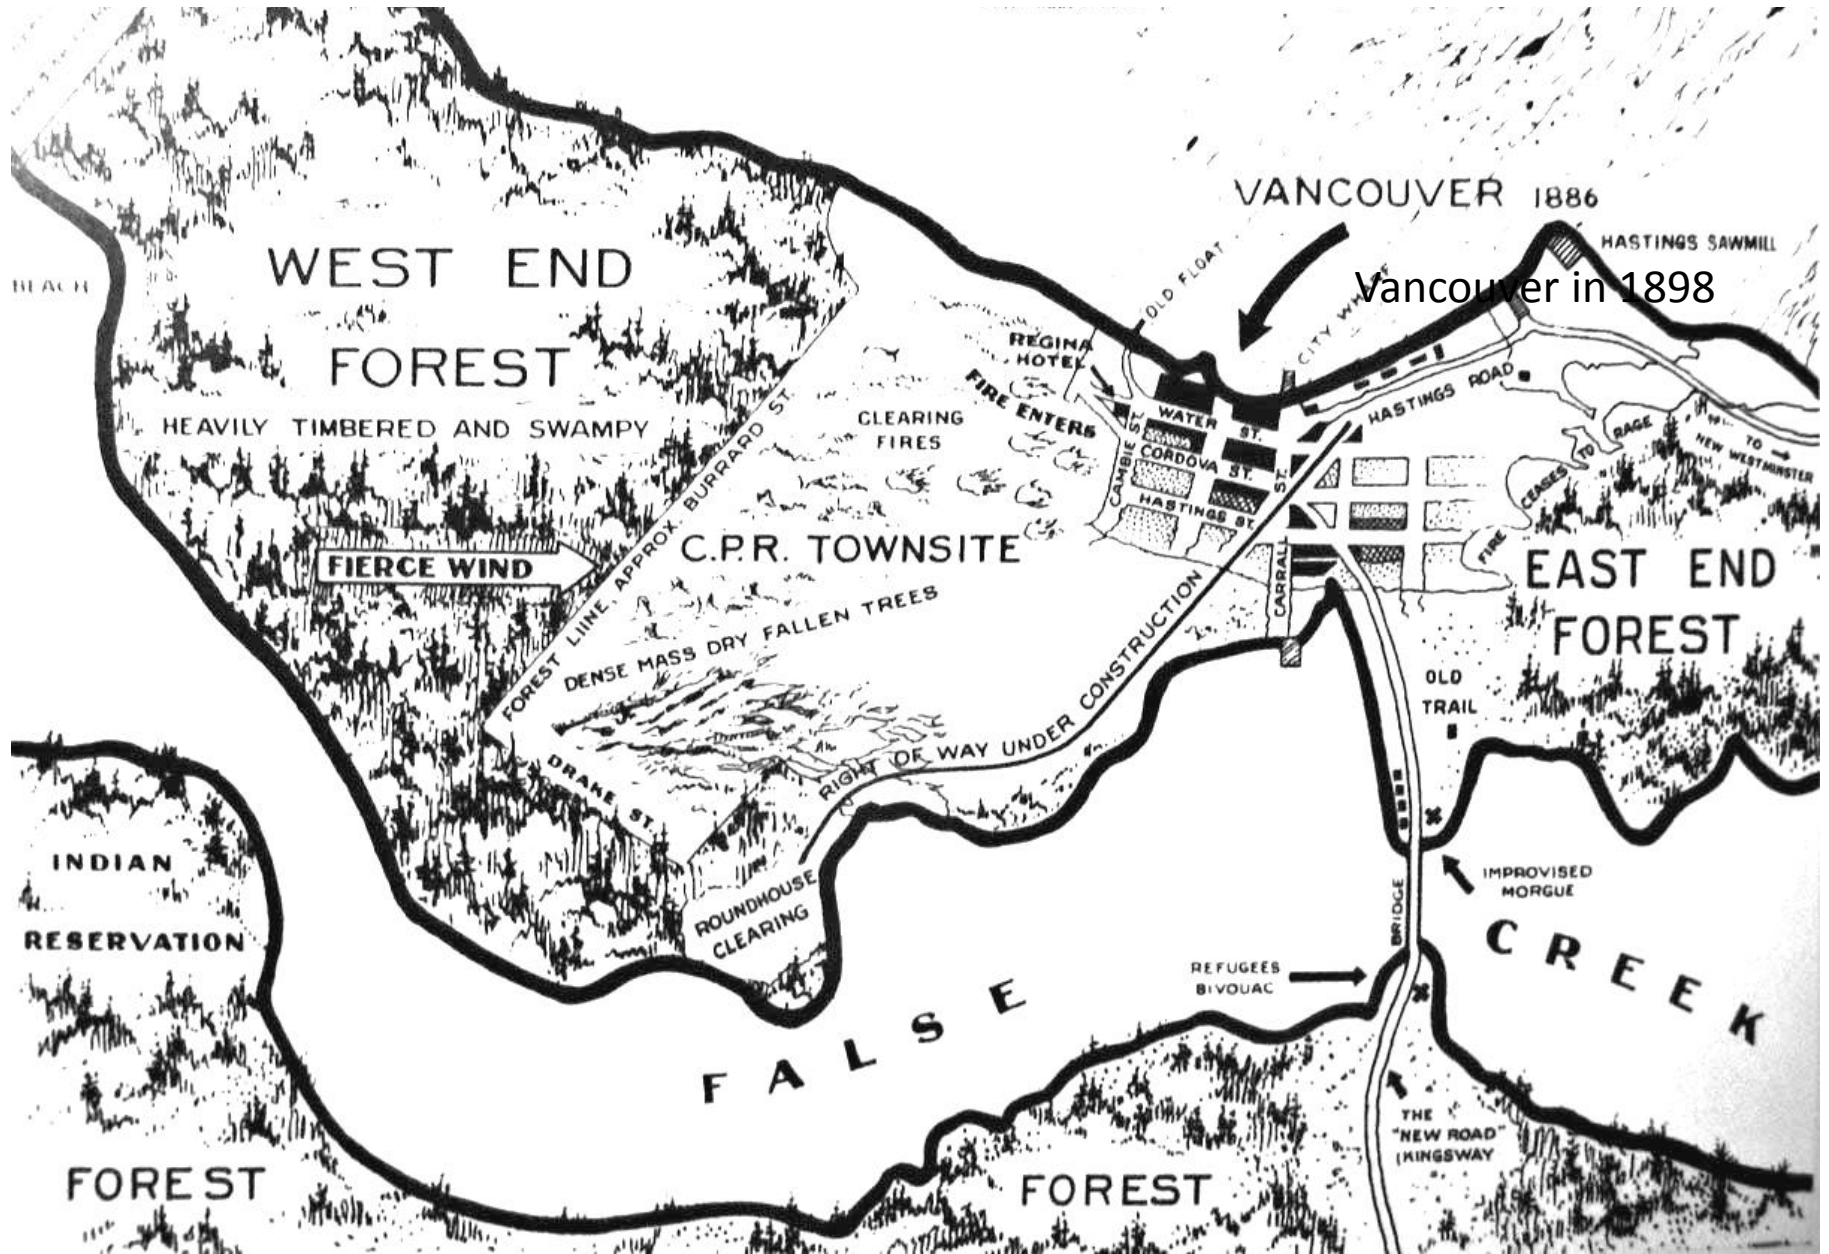 VANCOUVER 1886
HASTINGS SAWMILL
Vancouver in 1898
BEACH
WEST END
FOREST
HEAVILY TIMBERED AND SWAMPY
FIERCE WIND
FOREST LIINE, APPROX. BURRARD ST.
OLD FLOAT
CITY WHARF
REGINA
HOTEL
FIRE ENTERS
CLEARING
FIRES
WATER ST.
CORDOVA ST.
HASTINGS ST.
CAMBIE ST.
CARRALL ST.
HASTINGS ROAD
TO
NEW WESTMINSTER
FIRE CEASES TO RAGE
C.P.R. TOWNSITE
DENSE MASS DRY FALLEN TREES
RIGHT OF WAY UNDER CONSTRUCTION
EAST END
FOREST
OLD
TRAIL
DRAKE ST.
ROUNDHOUSE
CLEARING
INDIAN
RESERVATION
IMPROVISED
MORGUE
BRIDGE
REFUGEES
BIVOUAC
FALSE CREEK
THE
"NEW ROAD"
(KINGSWAY
FOREST
FOREST